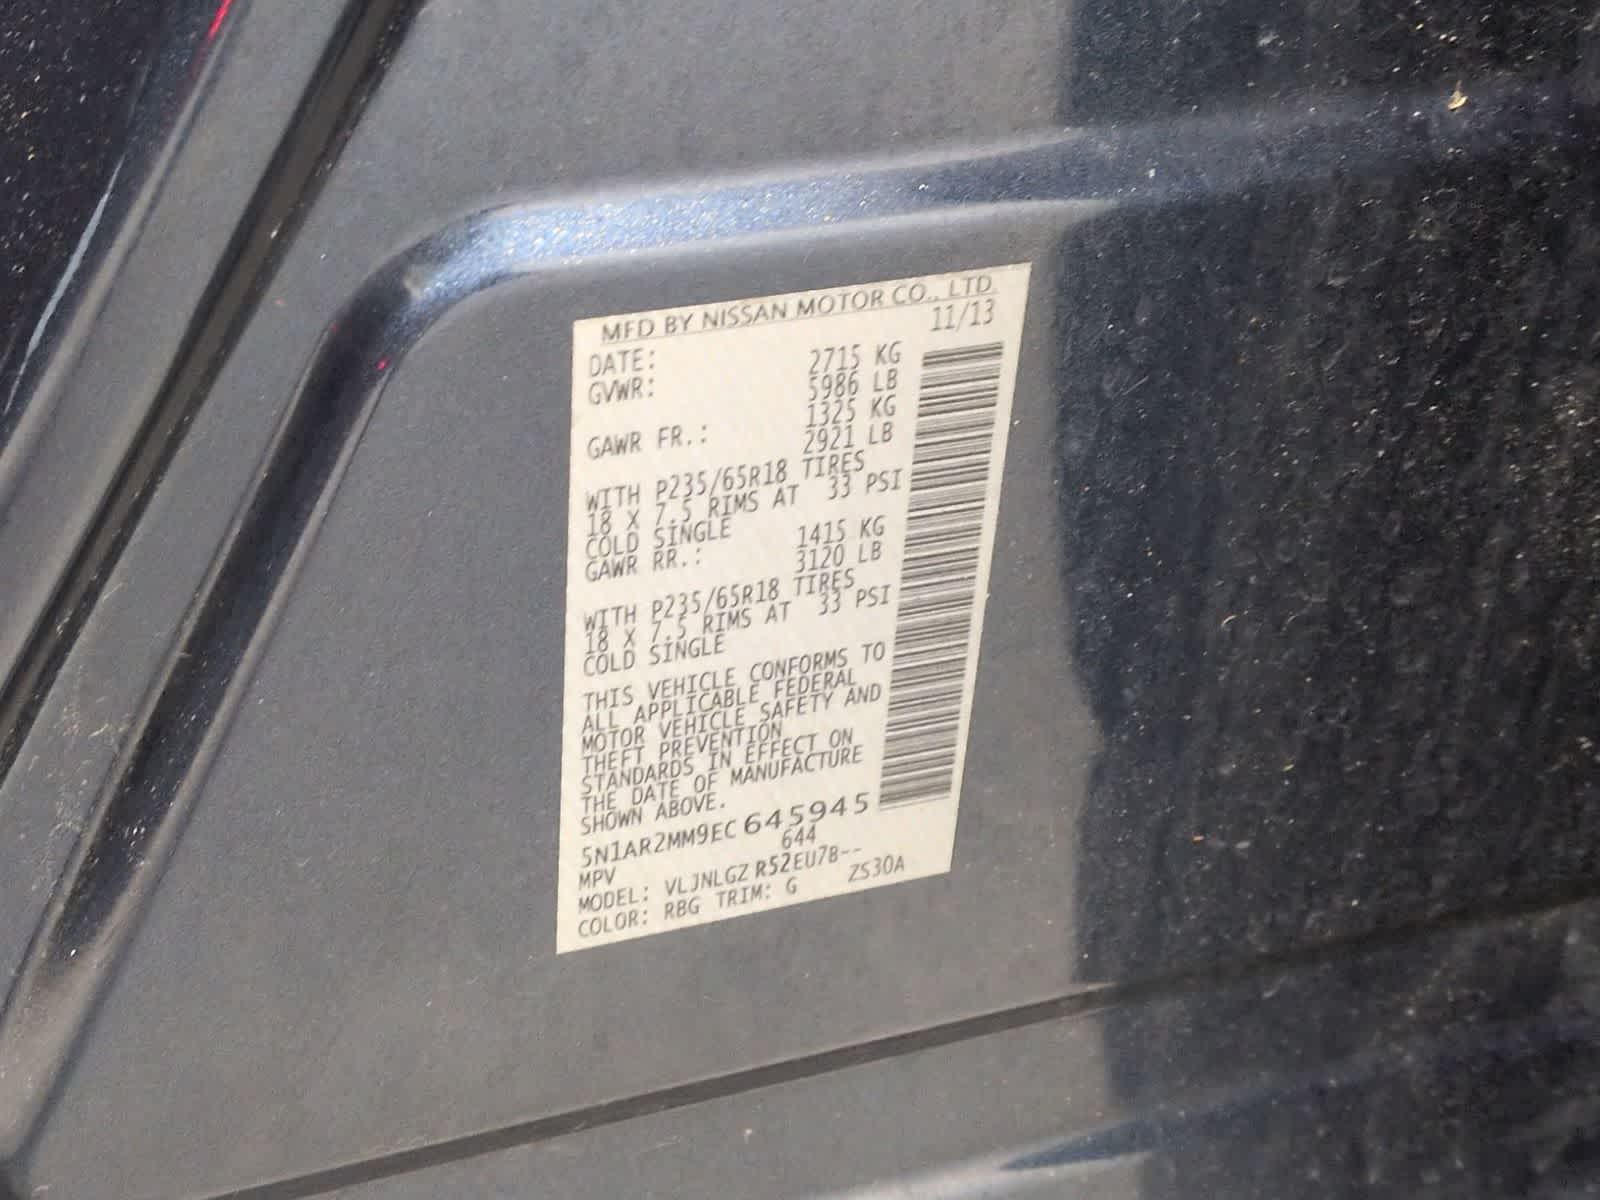 MFD BY NISSAN MOTOR CO., LTD.
DATE: 11/13
GVWR: 2715 KG
5986 LB
GAWR FR.: 1325 KG
2921 LB
WITH P235/65R18 TIRES
18 X 7.5 RIMS AT 33 PSI
COLD SINGLE
GAWR RR.: 1415 KG
3120 LB
WITH P235/65R18 TIRES
18 X 7.5 RIMS AT 33 PSI
COLD SINGLE
THIS VEHICLE CONFORMS TO
ALL APPLICABLE FEDERAL
MOTOR VEHICLE SAFETY AND
THEFT PREVENTION
STANDARDS IN EFFECT ON
THE DATE OF MANUFACTURE
SHOWN ABOVE.
5N1AR2MM9EC645945
MPV 644
MODEL: VLJNLGZ R52EU7B--
COLOR: RBG TRIM: G ZS30A